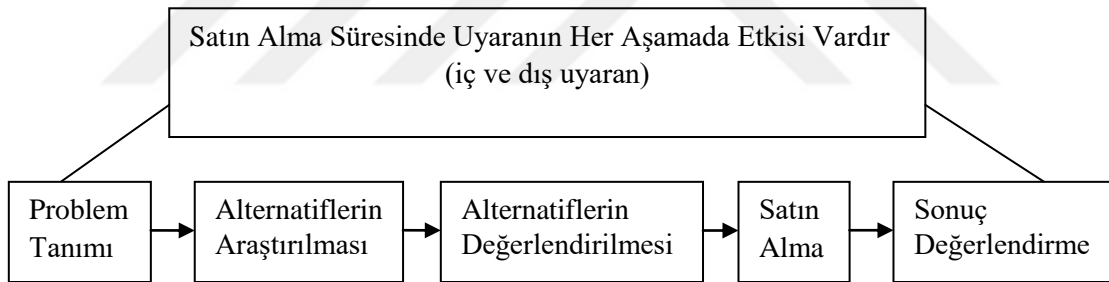 Satın Alma Süresinde Uyaranın Her Aşamada Etkisi Vardır
(iç ve dış uyaran)
Problem
Tanımı
Alternatiflerin
Araştırılması
Alternatiflerin
Değerlendirilmesi
Satın
Alma
Sonuç
Değerlendirme